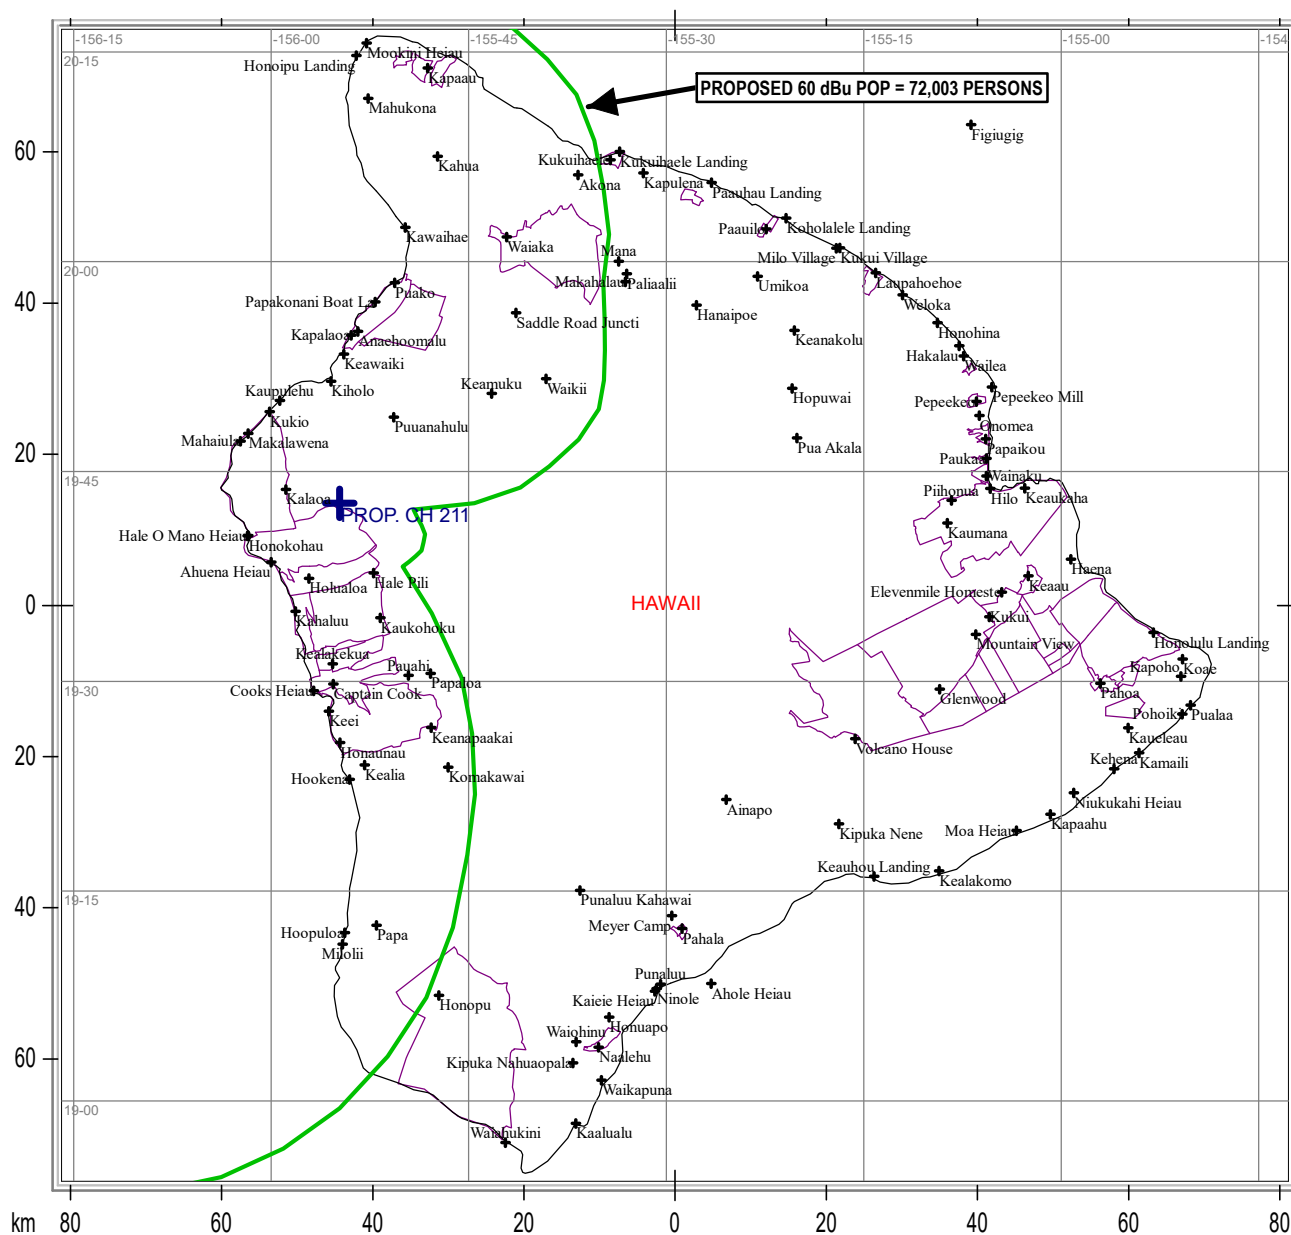 -156-15
-156-00
-155-45
-155-30
-155-15
-155-00
-154
20-15
Mookini Heiau
Honoipu Landing
Kapaau
PROPOSED 60 dBu POP = 72,003 PERSONS
Mahukona
Figiugig
60
Kahua
Kukuihaele
Kukuihaele Landing
Akona
Kapulena
Paauhau Landing
Kawaihae
Waiaka
Paauilo
Koholalele Landing
Mana
Milo Village
Kukui Village
20-00
Makahalau
Paliaalii
Umikoa
Laupahoehoe
Puako
Papakonani Boat La
40
Weloka
Hanaipoe
Saddle Road Juncti
Kapalaoa
Anaehoomalu
Keanakolu
Honohina
Keawaiki
Hakalau
Wailea
Kaupulehu
Kiholo
Keamuku
Waikii
Hopuwai
Pepeekeo Mill
Pepeekeo
Kukio
Puuanahulu
Onomea
Mahaiula
Makalawena
20
Pua Akala
Papaikou
Paukaa
19-45
Wainaku
Kalaoa
Piihonua
Hilo
Keaukaha
PROP. CH 211
Hale O Mano Heiau
Honokohau
Kaumana
Ahuena Heiau
Hale Pili
Haena
Holualoa
Keaau
Elevenmile Homeste
0
HAWAII
Kahaluu
Kaukohoku
Kukui
Mountain View
Honolulu Landing
Kealakekua
Pauahi
Papaloa
Kapoho
Koae
19-30
Cooks Heiau
Captain Cook
Glenwood
Pahoa
Keei
Pohoiki
Pualaa
Keanapaakai
Kaueleau
20
Honaunau
Volcano House
Kehena
Kamaili
Hookena
Kealia
Komakawai
Niukukahi Heiau
Ainapo
Kipuka Nene
Moa Heiau
Kapaahu
Keauhou Landing
Kealakomo
19-15
Punaluu Kahawai
40
Hoopuloa
Papa
Meyer Camp
Pahala
Milolii
Punaluu
Honopu
Kaieie Heiau
Ninole
Ahole Heiau
Honuapo
Waiohinu
60
Kipuka Nahuaopala
Naalehu
Waikapuna
19-00
Waiahukini
Kaalualu
km
80
60
40
20
0
20
40
60
80